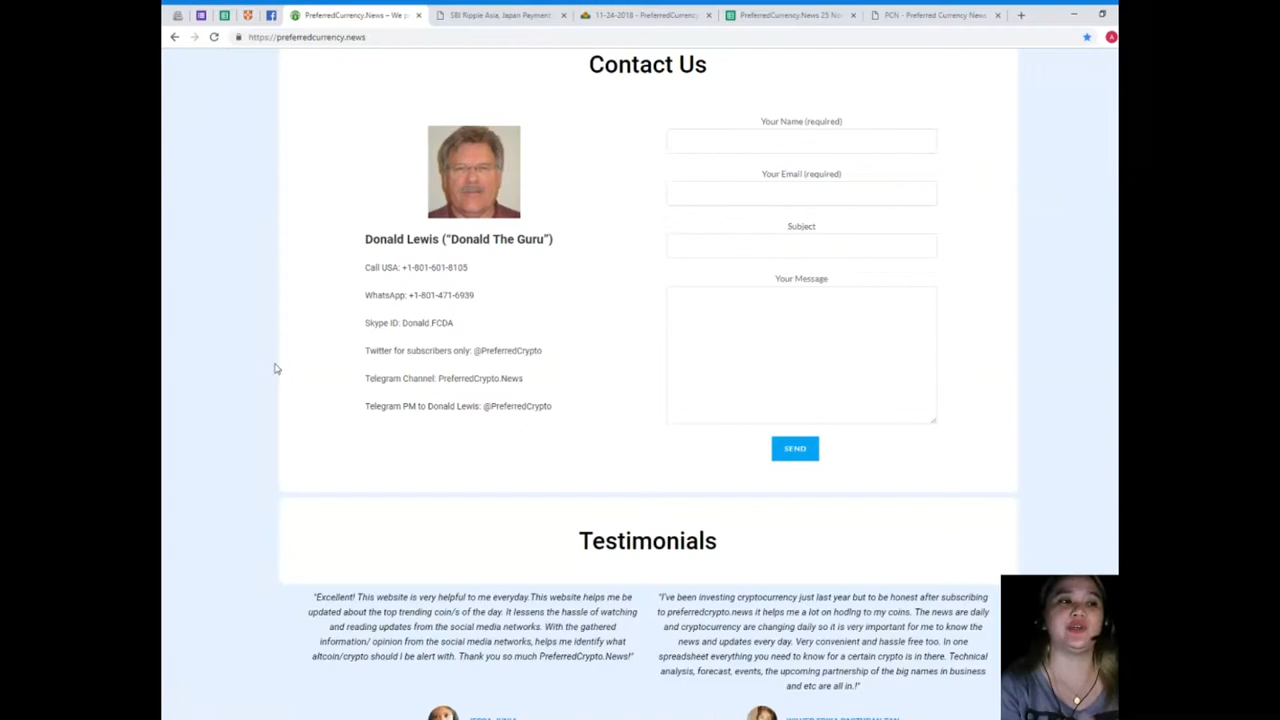 PreferredCurrency.News – We p
SBI Ripple Asia, Japan Payment
11-24-2018 - PreferredCurrency
PreferredCurrency.News 25 No
PCN - Preferred Currency News
https://preferredcurrency.news
Contact Us
Your Name (required)
Your Email (required)
Subject
Your Message
SEND
Donald Lewis (“Donald The Guru”)
Call USA: +1-801-601-8105
WhatsApp: +1-801-471-6939
Skype ID: Donald.FCDA
Twitter for subscribers only: @PreferredCrypto
Telegram Channel: PreferredCrypto.News
Telegram PM to Donald Lewis: @PreferredCrypto
Testimonials
"Excellent! This website is very helpful to me everyday.This website helps me be
updated about the top trending coin/s of the day. It lessens the hassle of watching
and reading updates from the social media networks. With the gathered
information/ opinion from the social media networks, helps me identify what
altcoin/crypto should I be alert with. Thank you so much PreferredCrypto.News!"
"I've been investing cryptocurrency just last year but to be honest after subscribing
to preferredcrypto.news it helps me a lot on hodlng to my coins. The news are daily
and cryptocurrency are changing daily so it is very important for me to know the
news and updates every day. Very convenient and hassle free too. In one
spreadsheet everything you need to know for a certain crypto is in there. Technical
analysis, forecast, events, the upcoming partnership of the big names in business
and etc are all in.!"